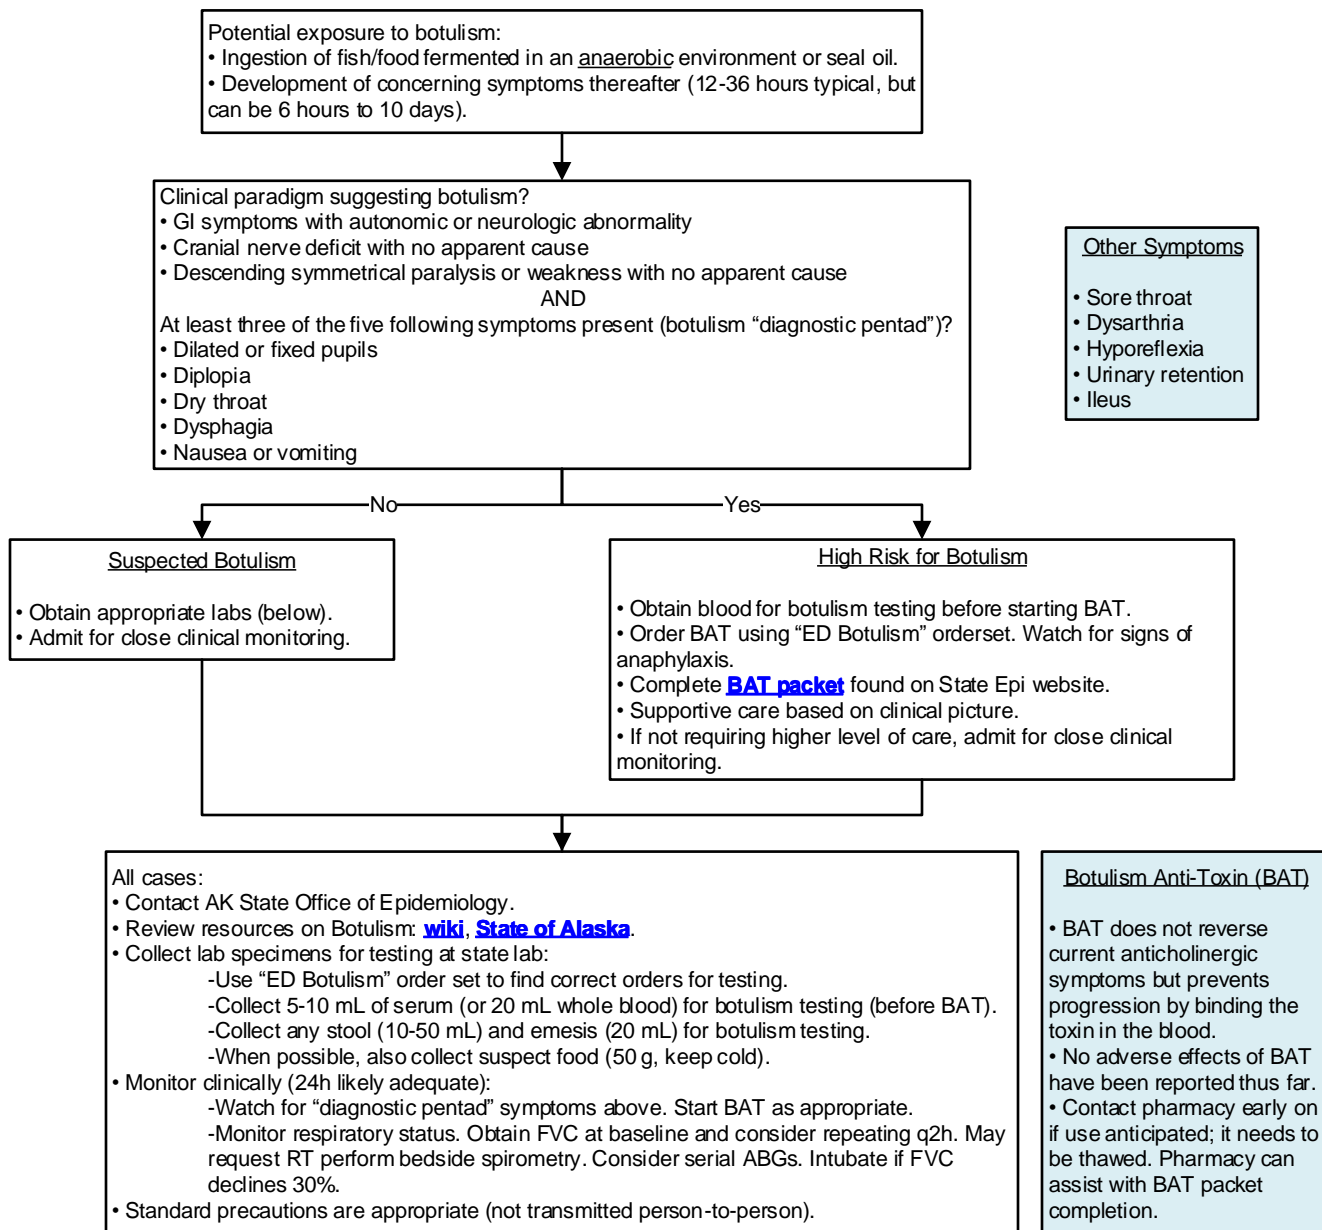 Potential exposure to botulism:
• Ingestion of fish/food fermented in an anaerobic environment or seal oil.
• Development of concerning symptoms thereafter (12-36 hours typical, but
can be 6 hours to 10 days).
Clinical paradigm suggesting botulism?
• GI symptoms with autonomic or neurologic abnormality
• Cranial nerve deficit with no apparent cause
• Descending symmetrical paralysis or weakness with no apparent cause
AND
At least three of the five following symptoms present (botulism “diagnostic pentad”)?
• Dilated or fixed pupils
• Diplopia
• Dry throat
• Dysphagia
• Nausea or vomiting
Other Symptoms
• Sore throat
• Dysarthria
• Hyporeflexia
• Urinary retention
• Ileus
No
Yes
Suspected Botulism
• Obtain appropriate labs (below).
• Admit for close clinical monitoring.
High Risk for Botulism
• Obtain blood for botulism testing before starting BAT.
• Order BAT using “ED Botulism” orderset. Watch for signs of
anaphylaxis.
• Complete BAT packet found on State Epi website.
• Supportive care based on clinical picture.
• If not requiring higher level of care, admit for close clinical
monitoring.
All cases:
• Contact AK State Office of Epidemiology.
• Review resources on Botulism: wiki, State of Alaska.
• Collect lab specimens for testing at state lab:
-Use “ED Botulism” order set to find correct orders for testing.
-Collect 5-10 mL of serum (or 20 mL whole blood) for botulism testing (before BAT).
-Collect any stool (10-50 mL) and emesis (20 mL) for botulism testing.
-When possible, also collect suspect food (50 g, keep cold).
• Monitor clinically (24h likely adequate):
-Watch for “diagnostic pentad” symptoms above. Start BAT as appropriate.
-Monitor respiratory status. Obtain FVC at baseline and consider repeating q2h. May
request RT perform bedside spirometry. Consider serial ABGs. Intubate if FVC
declines 30%.
• Standard precautions are appropriate (not transmitted person-to-person).
Botulism Anti-Toxin (BAT)
• BAT does not reverse
current anticholinergic
symptoms but prevents
progression by binding the
toxin in the blood.
• No adverse effects of BAT
have been reported thus far.
• Contact pharmacy early on
if use anticipated; it needs to
be thawed. Pharmacy can
assist with BAT packet
completion.